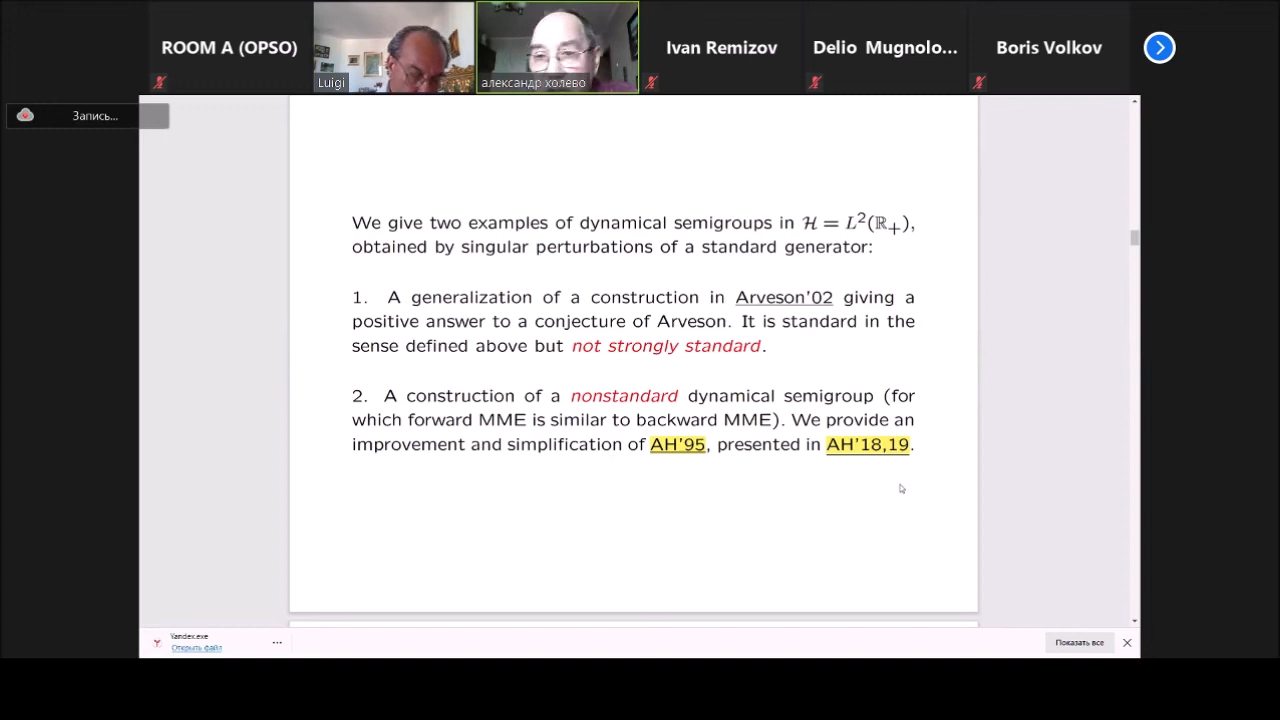 ROOM A (OPSO)
Luigi
александр холево
Ivan Remizov
Delio Mugnolo...
Boris Volkov
Запись...
We give two examples of dynamical semigroups in ℋ = L²(ℝ₊),
obtained by singular perturbations of a standard generator:
1. A generalization of a construction in Arveson'02 giving a
positive answer to a conjecture of Arveson. It is standard in the
sense defined above but not strongly standard.
2. A construction of a nonstandard dynamical semigroup (for
which forward MME is similar to backward MME). We provide an
improvement and simplification of AH'95, presented in AH'18,19.
Yandex.exe
Открыть файл
...
Показать все